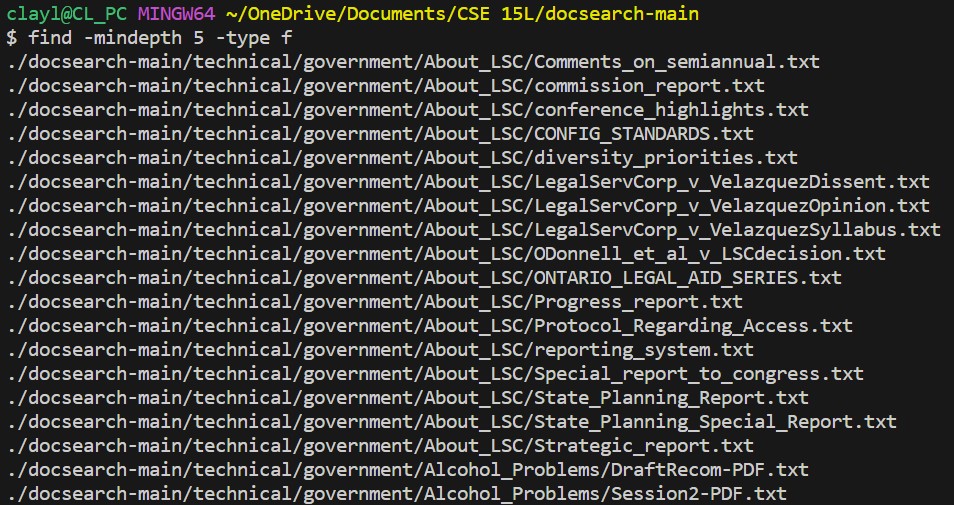 clayl@CL_PC MINGW64 ~/OneDrive/Documents/CSE 15L/docsearch-main
$ find -mindepth 5 -type f
./docsearch-main/technical/government/About_LSC/Comments_on_semiannual.txt
./docsearch-main/technical/government/About_LSC/commission_report.txt
./docsearch-main/technical/government/About_LSC/conference_highlights.txt
./docsearch-main/technical/government/About_LSC/CONFIG_STANDARDS.txt
./docsearch-main/technical/government/About_LSC/diversity_priorities.txt
./docsearch-main/technical/government/About_LSC/LegalServCorp_v_VelazquezDissent.txt
./docsearch-main/technical/government/About_LSC/LegalServCorp_v_VelazquezOpinion.txt
./docsearch-main/technical/government/About_LSC/LegalServCorp_v_VelazquezSyllabus.txt
./docsearch-main/technical/government/About_LSC/ODonnell_et_al_v_LSCdecision.txt
./docsearch-main/technical/government/About_LSC/ONTARIO_LEGAL_AID_SERIES.txt
./docsearch-main/technical/government/About_LSC/Progress_report.txt
./docsearch-main/technical/government/About_LSC/Protocol_Regarding_Access.txt
./docsearch-main/technical/government/About_LSC/reporting_system.txt
./docsearch-main/technical/government/About_LSC/Special_report_to_congress.txt
./docsearch-main/technical/government/About_LSC/State_Planning_Report.txt
./docsearch-main/technical/government/About_LSC/State_Planning_Special_Report.txt
./docsearch-main/technical/government/About_LSC/Strategic_report.txt
./docsearch-main/technical/government/Alcohol_Problems/DraftRecom-PDF.txt
./docsearch-main/technical/government/Alcohol_Problems/Session2-PDF.txt